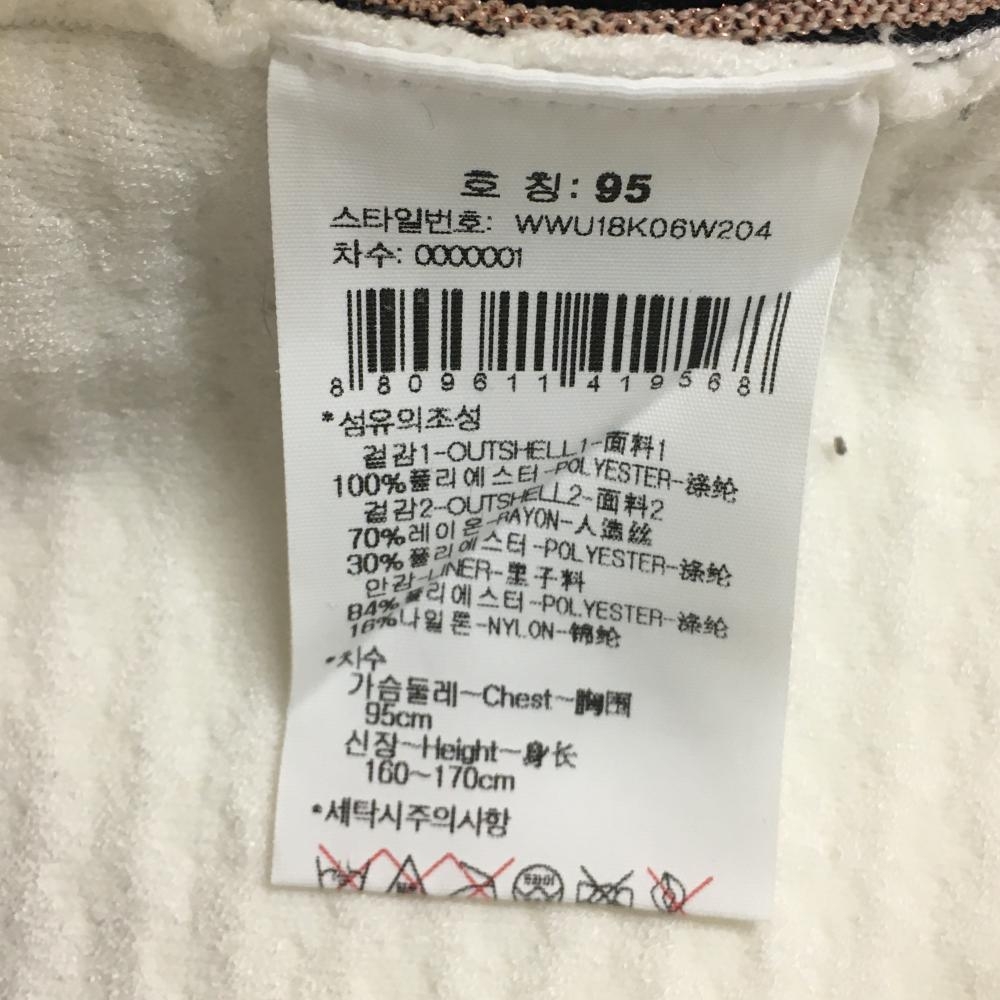 호 칭: 95
스타일번호: WWU18K06W204
차수: 0000001
8 809611 419568
*섬유의조성
겉감1-OUTSHELL1-面料1
100%폴리에스터-POLYESTER-涤纶
겉감2-OUTSHELL2-面料2
70%레이온-RAYON-人造丝
30%폴리에스터-POLYESTER-涤纶
안감-LINER-里子料
84%폴리에스터-POLYESTER-涤纶
16%나일론-NYLON-锦纶
*치수
가슴둘레~Chest~胸围
95cm
신장~Height~身长
160~170cm
*세탁시주의사항
드라이